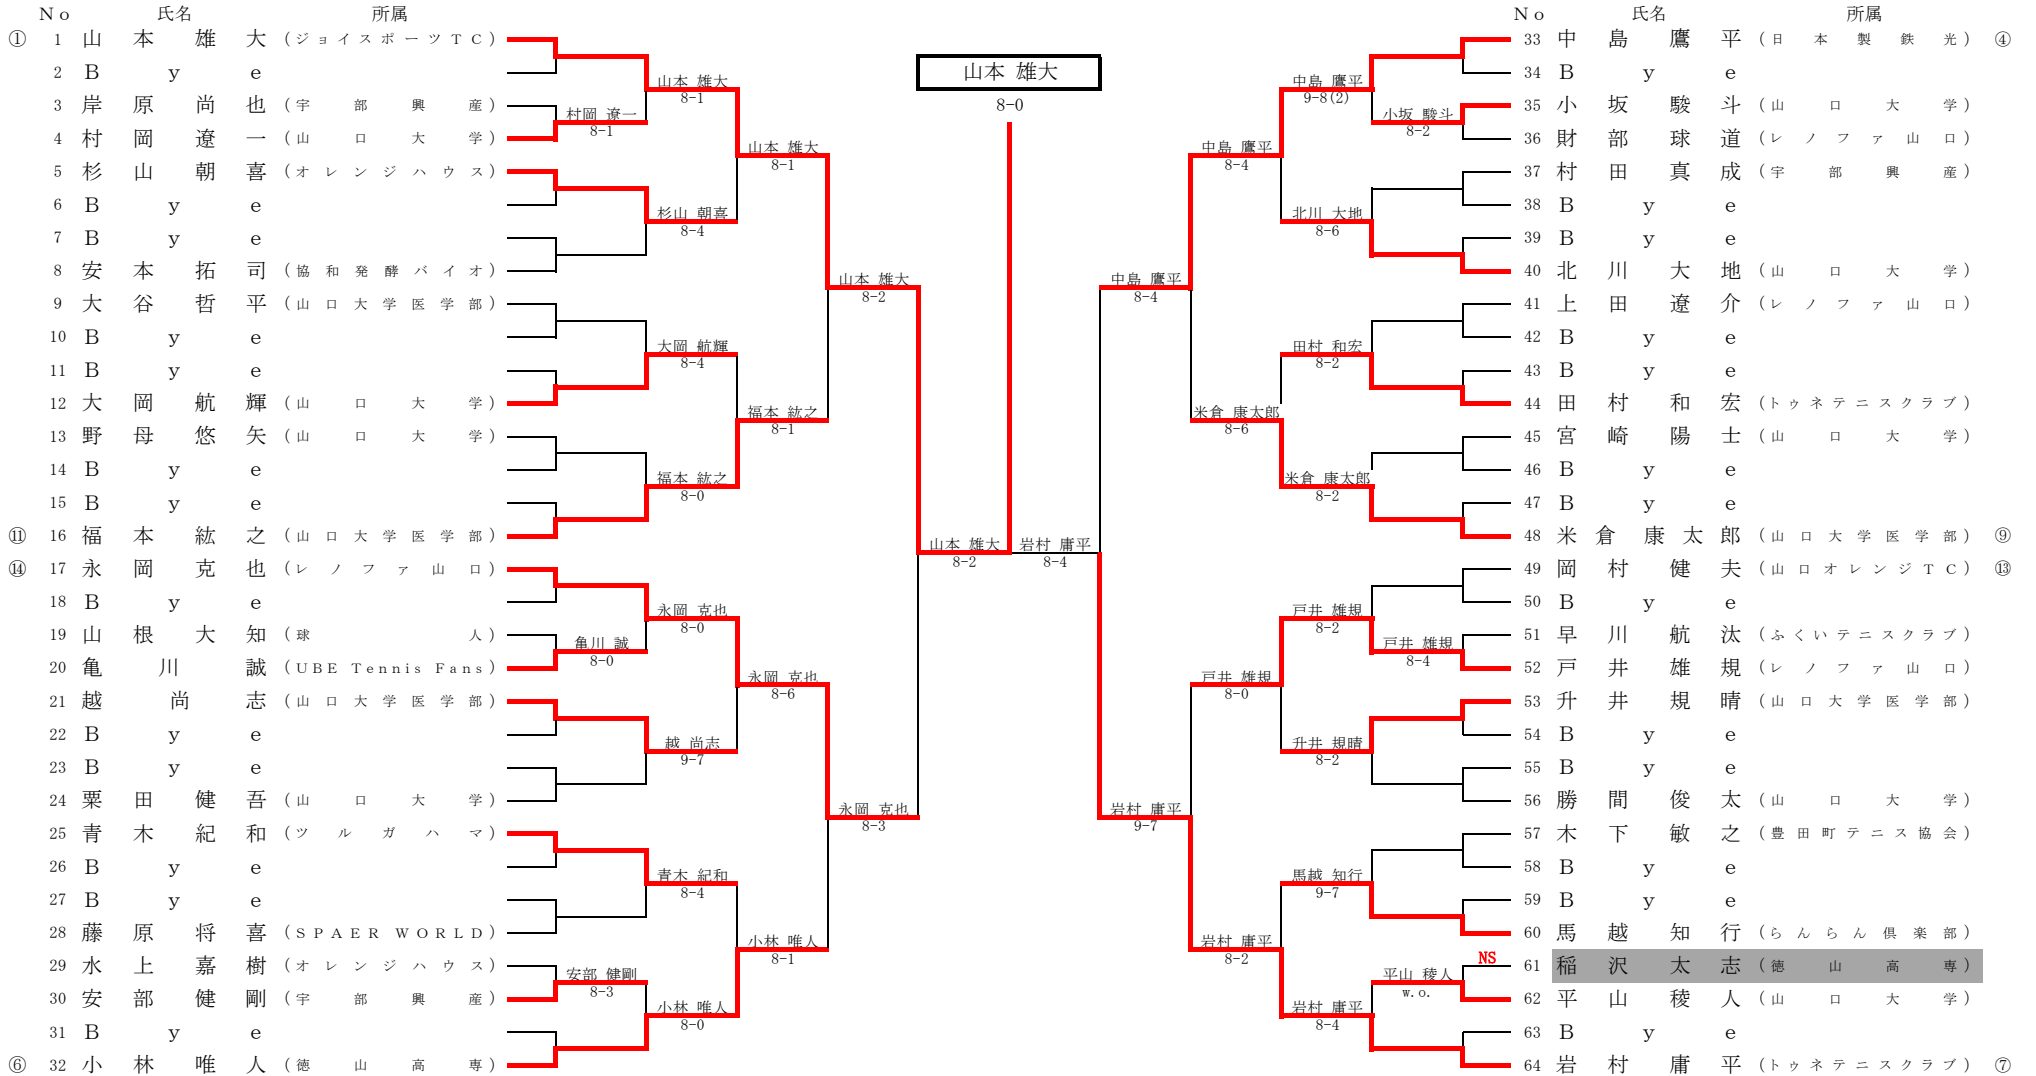 No 氏名 所属
① 1 山本 雄大 (ジョイスポーツTC)
2 Bye
3 岸原 尚也 (宇部興産)
4 村岡 遼一 (山口大学)
5 杉山 朝喜 (オレンジハウス)
6 Bye
7 Bye
8 安本 拓司 (協和発酵バイオ)
9 大谷 哲平 (山口大学医学部)
10 Bye
11 Bye
12 大岡 航輝 (山口大学)
13 野母 悠矢 (山口大学)
14 Bye
15 Bye
⑪ 16 福本 紘之 (山口大学医学部)
⑭ 17 永岡 克也 (レノファ山口)
18 Bye
19 山根 大知 (球人)
20 亀川 誠 (UBE Tennis Fans)
21 越 尚志 (山口大学医学部)
22 Bye
23 Bye
24 栗田 健吾 (山口大学)
25 青木 紀和 (ツルガハマ)
26 Bye
27 Bye
28 藤原 将喜 (SPAER WORLD)
29 水上 嘉樹 (オレンジハウス)
30 安部 健剛 (宇部興産)
31 Bye
⑥ 32 小林 唯人 (徳山高専)
村岡 遼一
8-1
亀川 誠
8-0
安部 健剛
8-3
山本 雄大
8-1
杉山 朝喜
8-4
大岡 航輝
8-4
福本 紘之
8-0
永岡 克也
8-0
越 尚志
9-7
青木 紀和
8-4
小林 唯人
8-0
山本 雄大
8-1
福本 紘之
8-1
永岡 克也
8-6
小林 唯人
8-1
山本 雄大
8-2
永岡 克也
8-3
山本 雄大
8-2
山本 雄大
8-0
岩村 庸平
8-4
中島 鷹平
8-4
岩村 庸平
9-7
中島 鷹平
8-4
米倉 康太郎
8-6
戸井 雄規
8-0
岩村 庸平
8-2
中島 鷹平
9-8(2)
北川 大地
8-6
田村 和宏
8-2
米倉 康太郎
8-2
戸井 雄規
8-2
升井 規晴
8-2
馬越 知行
9-7
岩村 庸平
8-4
小坂 駿斗
8-2
戸井 雄規
8-4
平山 稜人
w.o.
NS
No 氏名 所属
33 中島 鷹平 (日本製鉄光) ④
34 Bye
35 小坂 駿斗 (山口大学)
36 財部 球道 (レノファ山口)
37 村田 真成 (宇部興産)
38 Bye
39 Bye
40 北川 大地 (山口大学)
41 上田 遼介 (レノファ山口)
42 Bye
43 Bye
44 田村 和宏 (トゥネテニスクラブ)
45 宮崎 陽士 (山口大学)
46 Bye
47 Bye
48 米倉 康太郎 (山口大学医学部) ⑨
49 岡村 健夫 (山口オレンジTC) ⑬
50 Bye
51 早川 航汰 (ふくいテニスクラブ)
52 戸井 雄規 (レノファ山口)
53 升井 規晴 (山口大学医学部)
54 Bye
55 Bye
56 勝間 俊太 (山口大学)
57 木下 敏之 (豊田町テニス協会)
58 Bye
59 Bye
60 馬越 知行 (らんらん倶楽部)
61 稲沢 太志 (徳山高専)
62 平山 稜人 (山口大学)
63 Bye
64 岩村 庸平 (トゥネテニスクラブ) ⑦